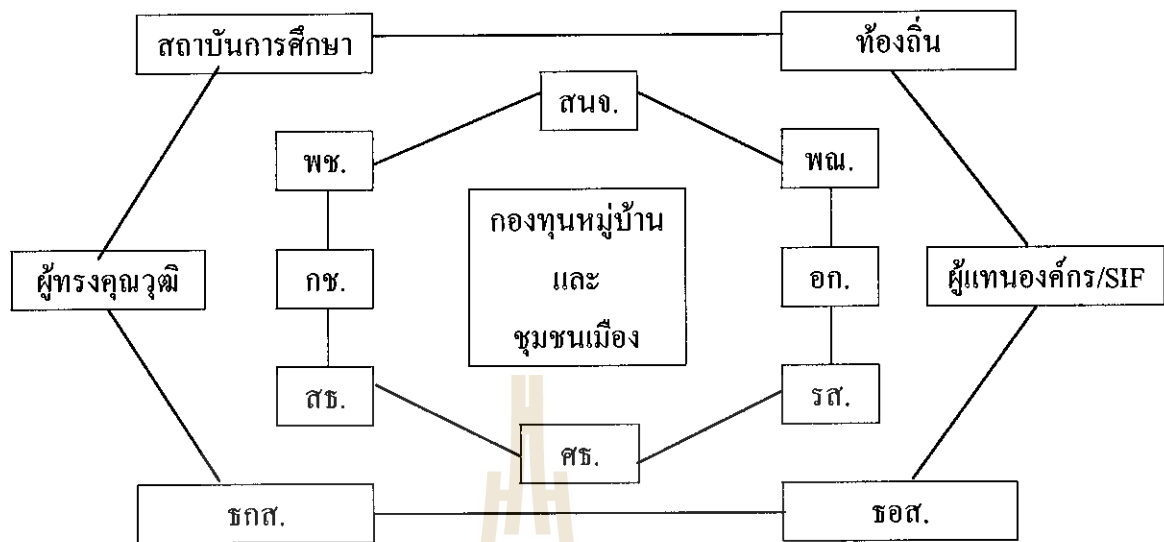 สถาบันการศึกษา
ท้องถิ่น
สนจ.
พช.
พณ.
กองทุนหมู่บ้าน
และ
ชุมชนเมือง
ผู้ทรงคุณวุฒิ
กช.
อก.
ผู้แทนองค์กร/SIF
สธ.
รส.
ศธ.
ธกส.
ธอส.